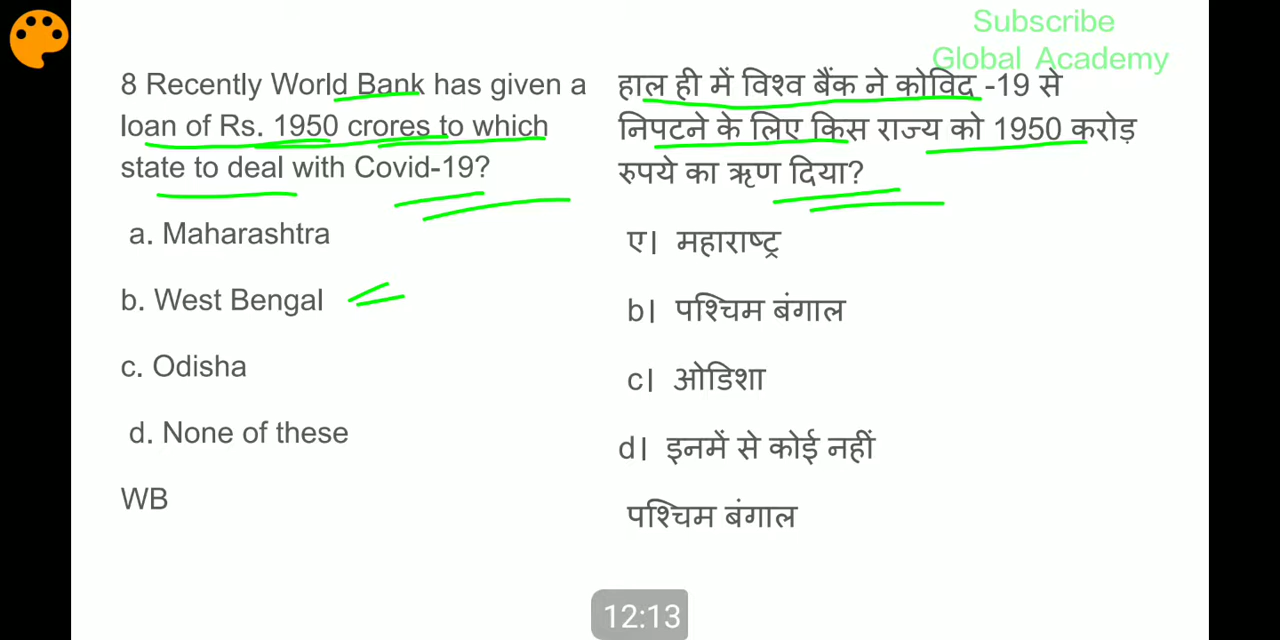 Subscribe
Global Academy
8 Recently World Bank has given a
loan of Rs. 1950 crores to which
state to deal with Covid-19?
a. Maharashtra
b. West Bengal
c. Odisha
d. None of these
WB
हाल ही में विश्व बैंक ने कोविद -19 से
निपटने के लिए किस राज्य को 1950 करोड़
रुपये का ऋण दिया?
ए। महाराष्ट्र
b। पश्चिम बंगाल
c। ओडिशा
d। इनमें से कोई नहीं
पश्चिम बंगाल
12:13